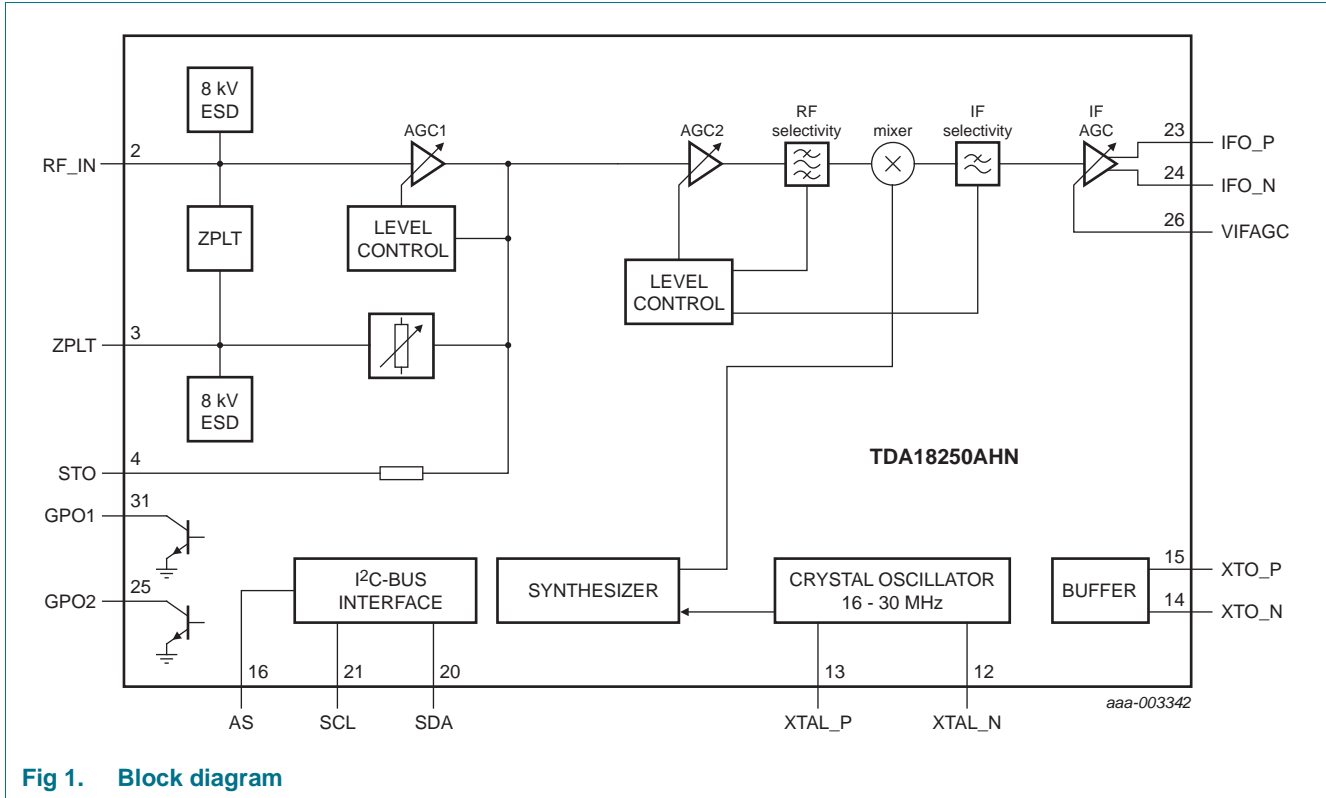 8 kV
ESD
AGC1
AGC2
RF
selectivity
mixer
IF
selectivity
IF
AGC
23
IFO_P
2
RF_IN
24
IFO_N
ZPLT
LEVEL
CONTROL
26
VIFAGC
LEVEL
CONTROL
3
ZPLT
8 kV
ESD
TDA18250AHN
4
STO
31
GPO1
I²C-BUS
INTERFACE
SYNTHESIZER
CRYSTAL OSCILLATOR
16 - 30 MHz
BUFFER
15
XTO_P
14
XTO_N
25
GPO2
16
21
20
13
12
aaa-003342
AS
SCL
SDA
XTAL_P
XTAL_N
Fig 1. Block diagram